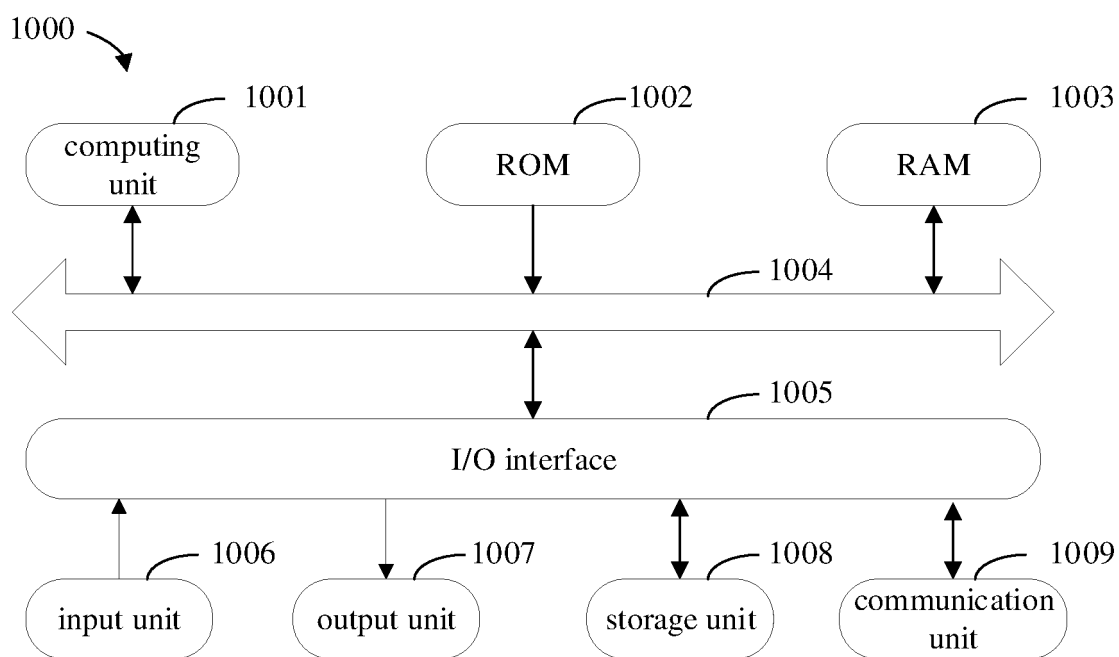 1000
1001
1002
1003
computing
unit
ROM
RAM
1004
1005
I/O interface
1006
1007
1008
1009
input unit
output unit
storage unit
communication
unit